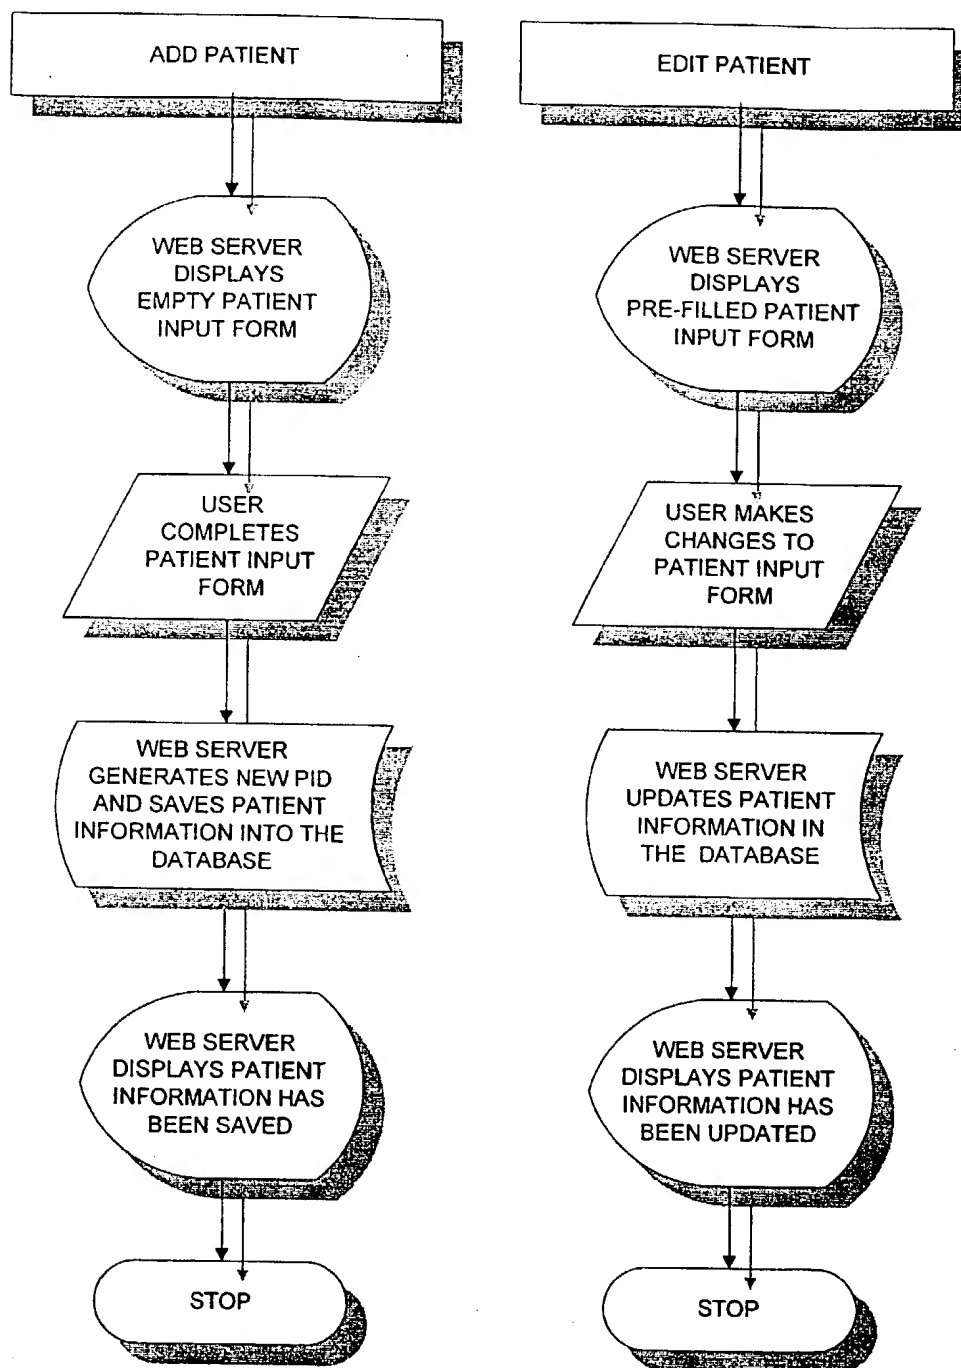 ADD PATIENT
WEB SERVER
DISPLAYS
EMPTY PATIENT
INPUT FORM
USER
COMPLETES
PATIENT INPUT
FORM
WEB SERVER
GENERATES NEW PID
AND SAVES PATIENT
INFORMATION INTO THE
DATABASE
WEB SERVER
DISPLAYS PATIENT
INFORMATION HAS
BEEN SAVED
STOP
EDIT PATIENT
WEB SERVER
DISPLAYS
PRE-FILLED PATIENT
INPUT FORM
USER MAKES
CHANGES TO
PATIENT INPUT
FORM
WEB SERVER
UPDATES PATIENT
INFORMATION IN
THE DATABASE
WEB SERVER
DISPLAYS PATIENT
INFORMATION HAS
BEEN UPDATED
STOP